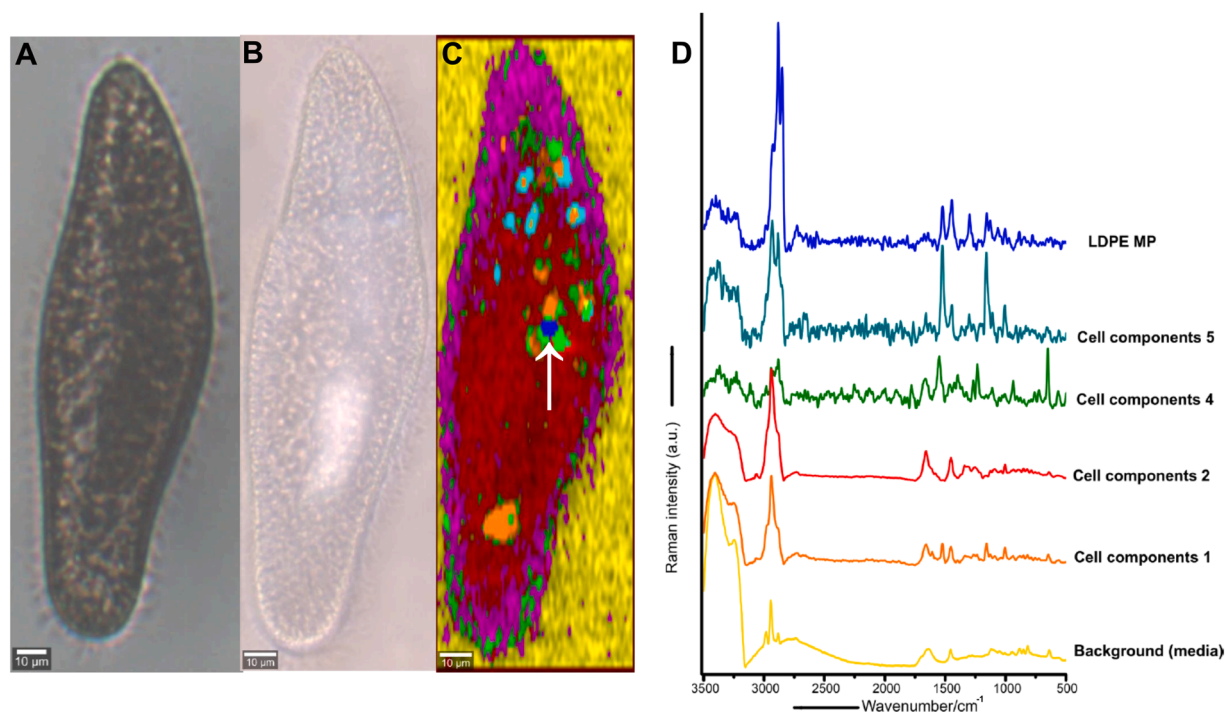 A
B
C
D
10 µm
10 µm
10 µm
Raman intensity (a.u.)
LDPE MP
Cell components 5
Cell components 4
Cell components 2
Cell components 1
Background (media)
3500 3000 2500 2000 1500 1000 500
Wavenumber/cm⁻¹